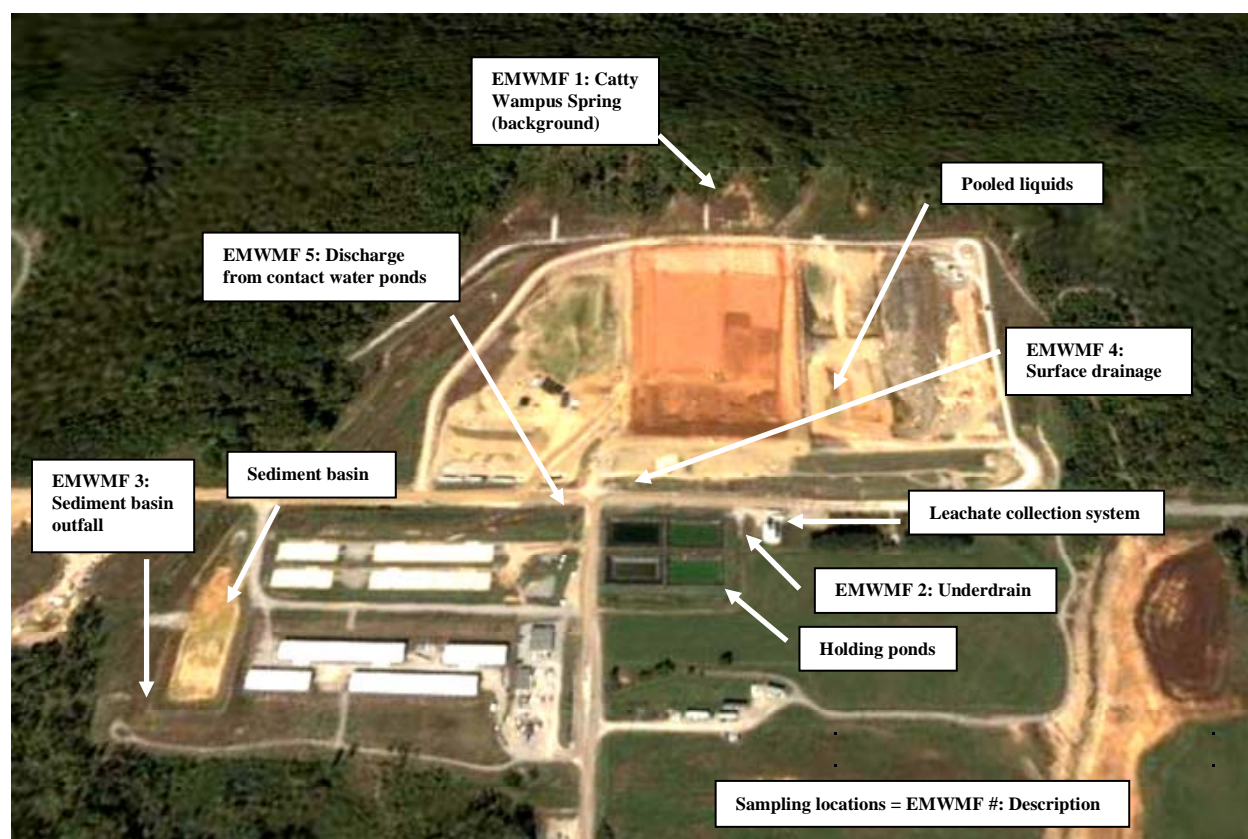 EMWMF 1: Catty
Wampus Spring
(background)
Pooled liquids
EMWMF 5: Discharge
from contact water ponds
EMWMF 4:
Surface drainage
EMWMF 3:
Sediment basin
outfall
Sediment basin
Leachate collection system
EMWMF 2: Underdrain
Holding ponds
Sampling locations = EMWMF #: Description